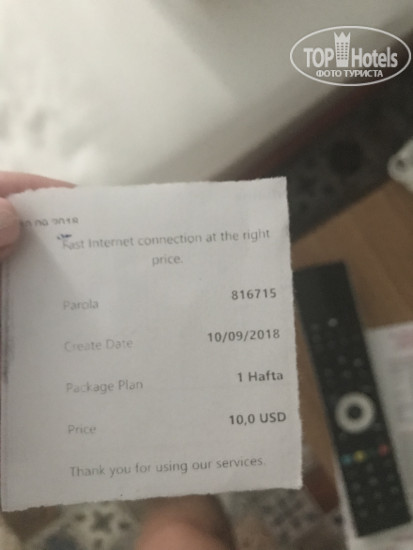 TOP Hotels
ФОТО ТУРИСТА
2018
Fast Internet connection at the right
price.
Parola 816715
Create Date 10/09/2018
Package Plan 1 Hafta
Price 10,0 USD
Thank you for using our services.